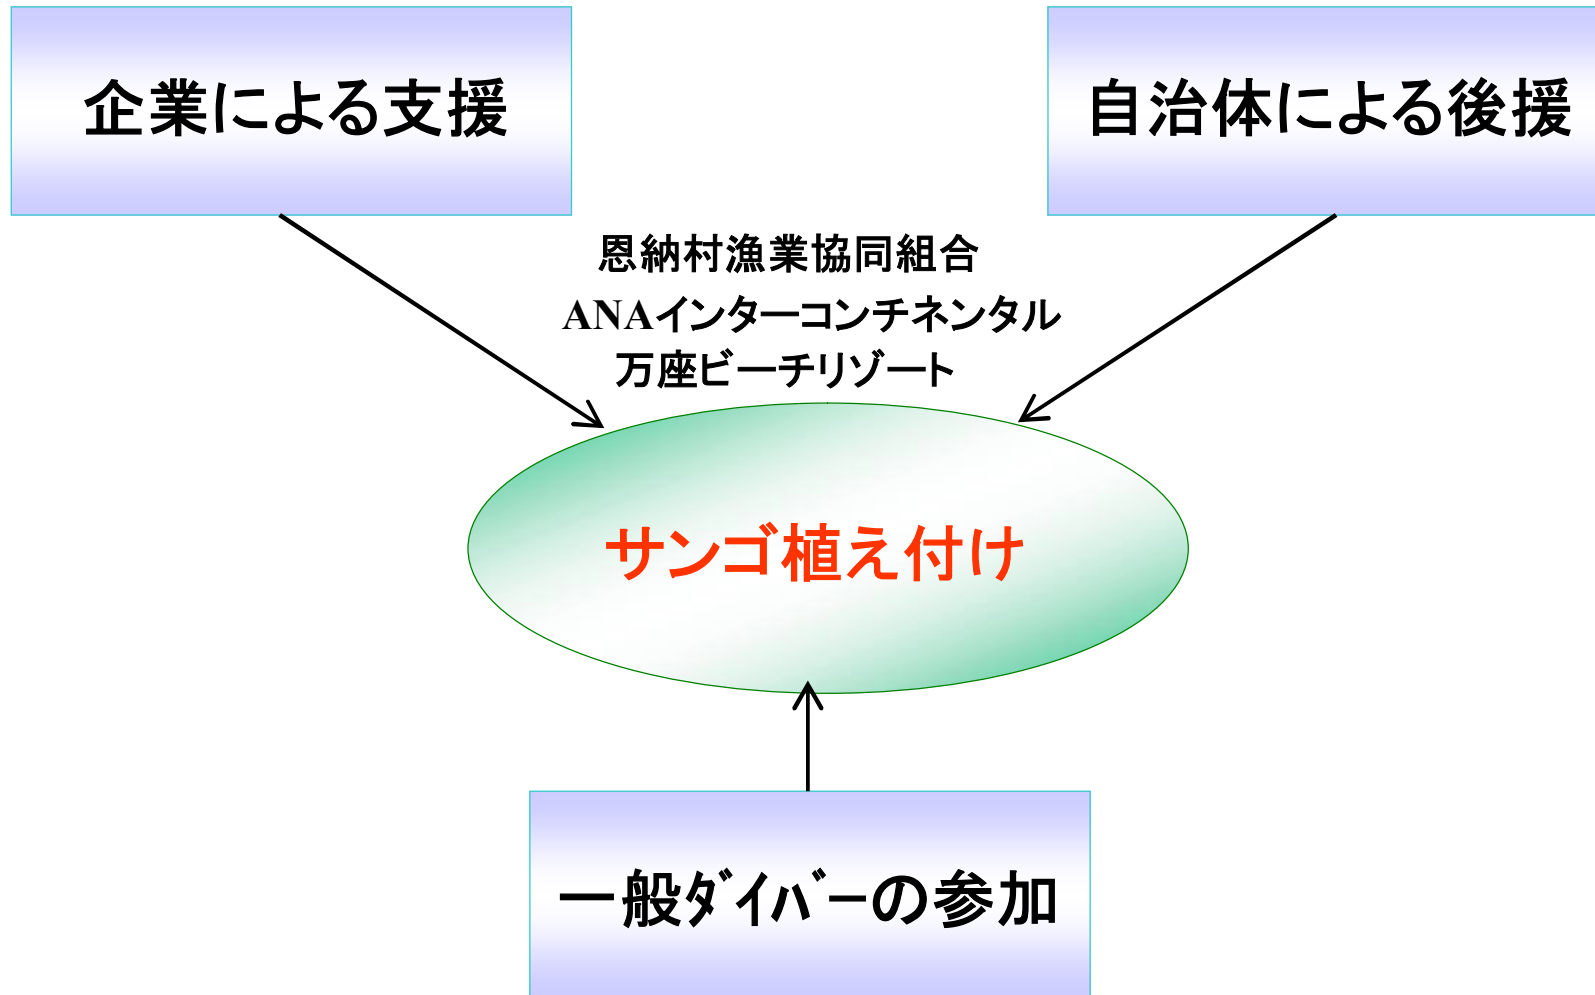 企業による支援
自治体による後援
恩納村漁業協同組合
ANAインターコンチネンタル
万座ビーチリゾート
サンゴ植え付け
一般ﾀﾞｲﾊﾞｰの参加